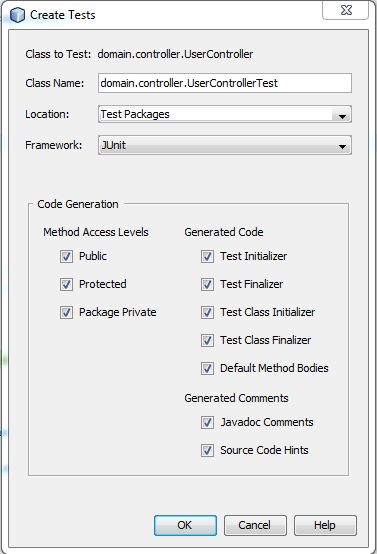 Create Tests
Class to Test: domain.controller.UserController
Class Name: domain.controller.UserControllerTest
Location: Test Packages
Framework: JUnit
Code Generation
Method Access Levels
Public
Protected
Package Private
Generated Code
Test Initializer
Test Finalizer
Test Class Initializer
Test Class Finalizer
Default Method Bodies
Generated Comments
Javadoc Comments
Source Code Hints
OK Cancel Help